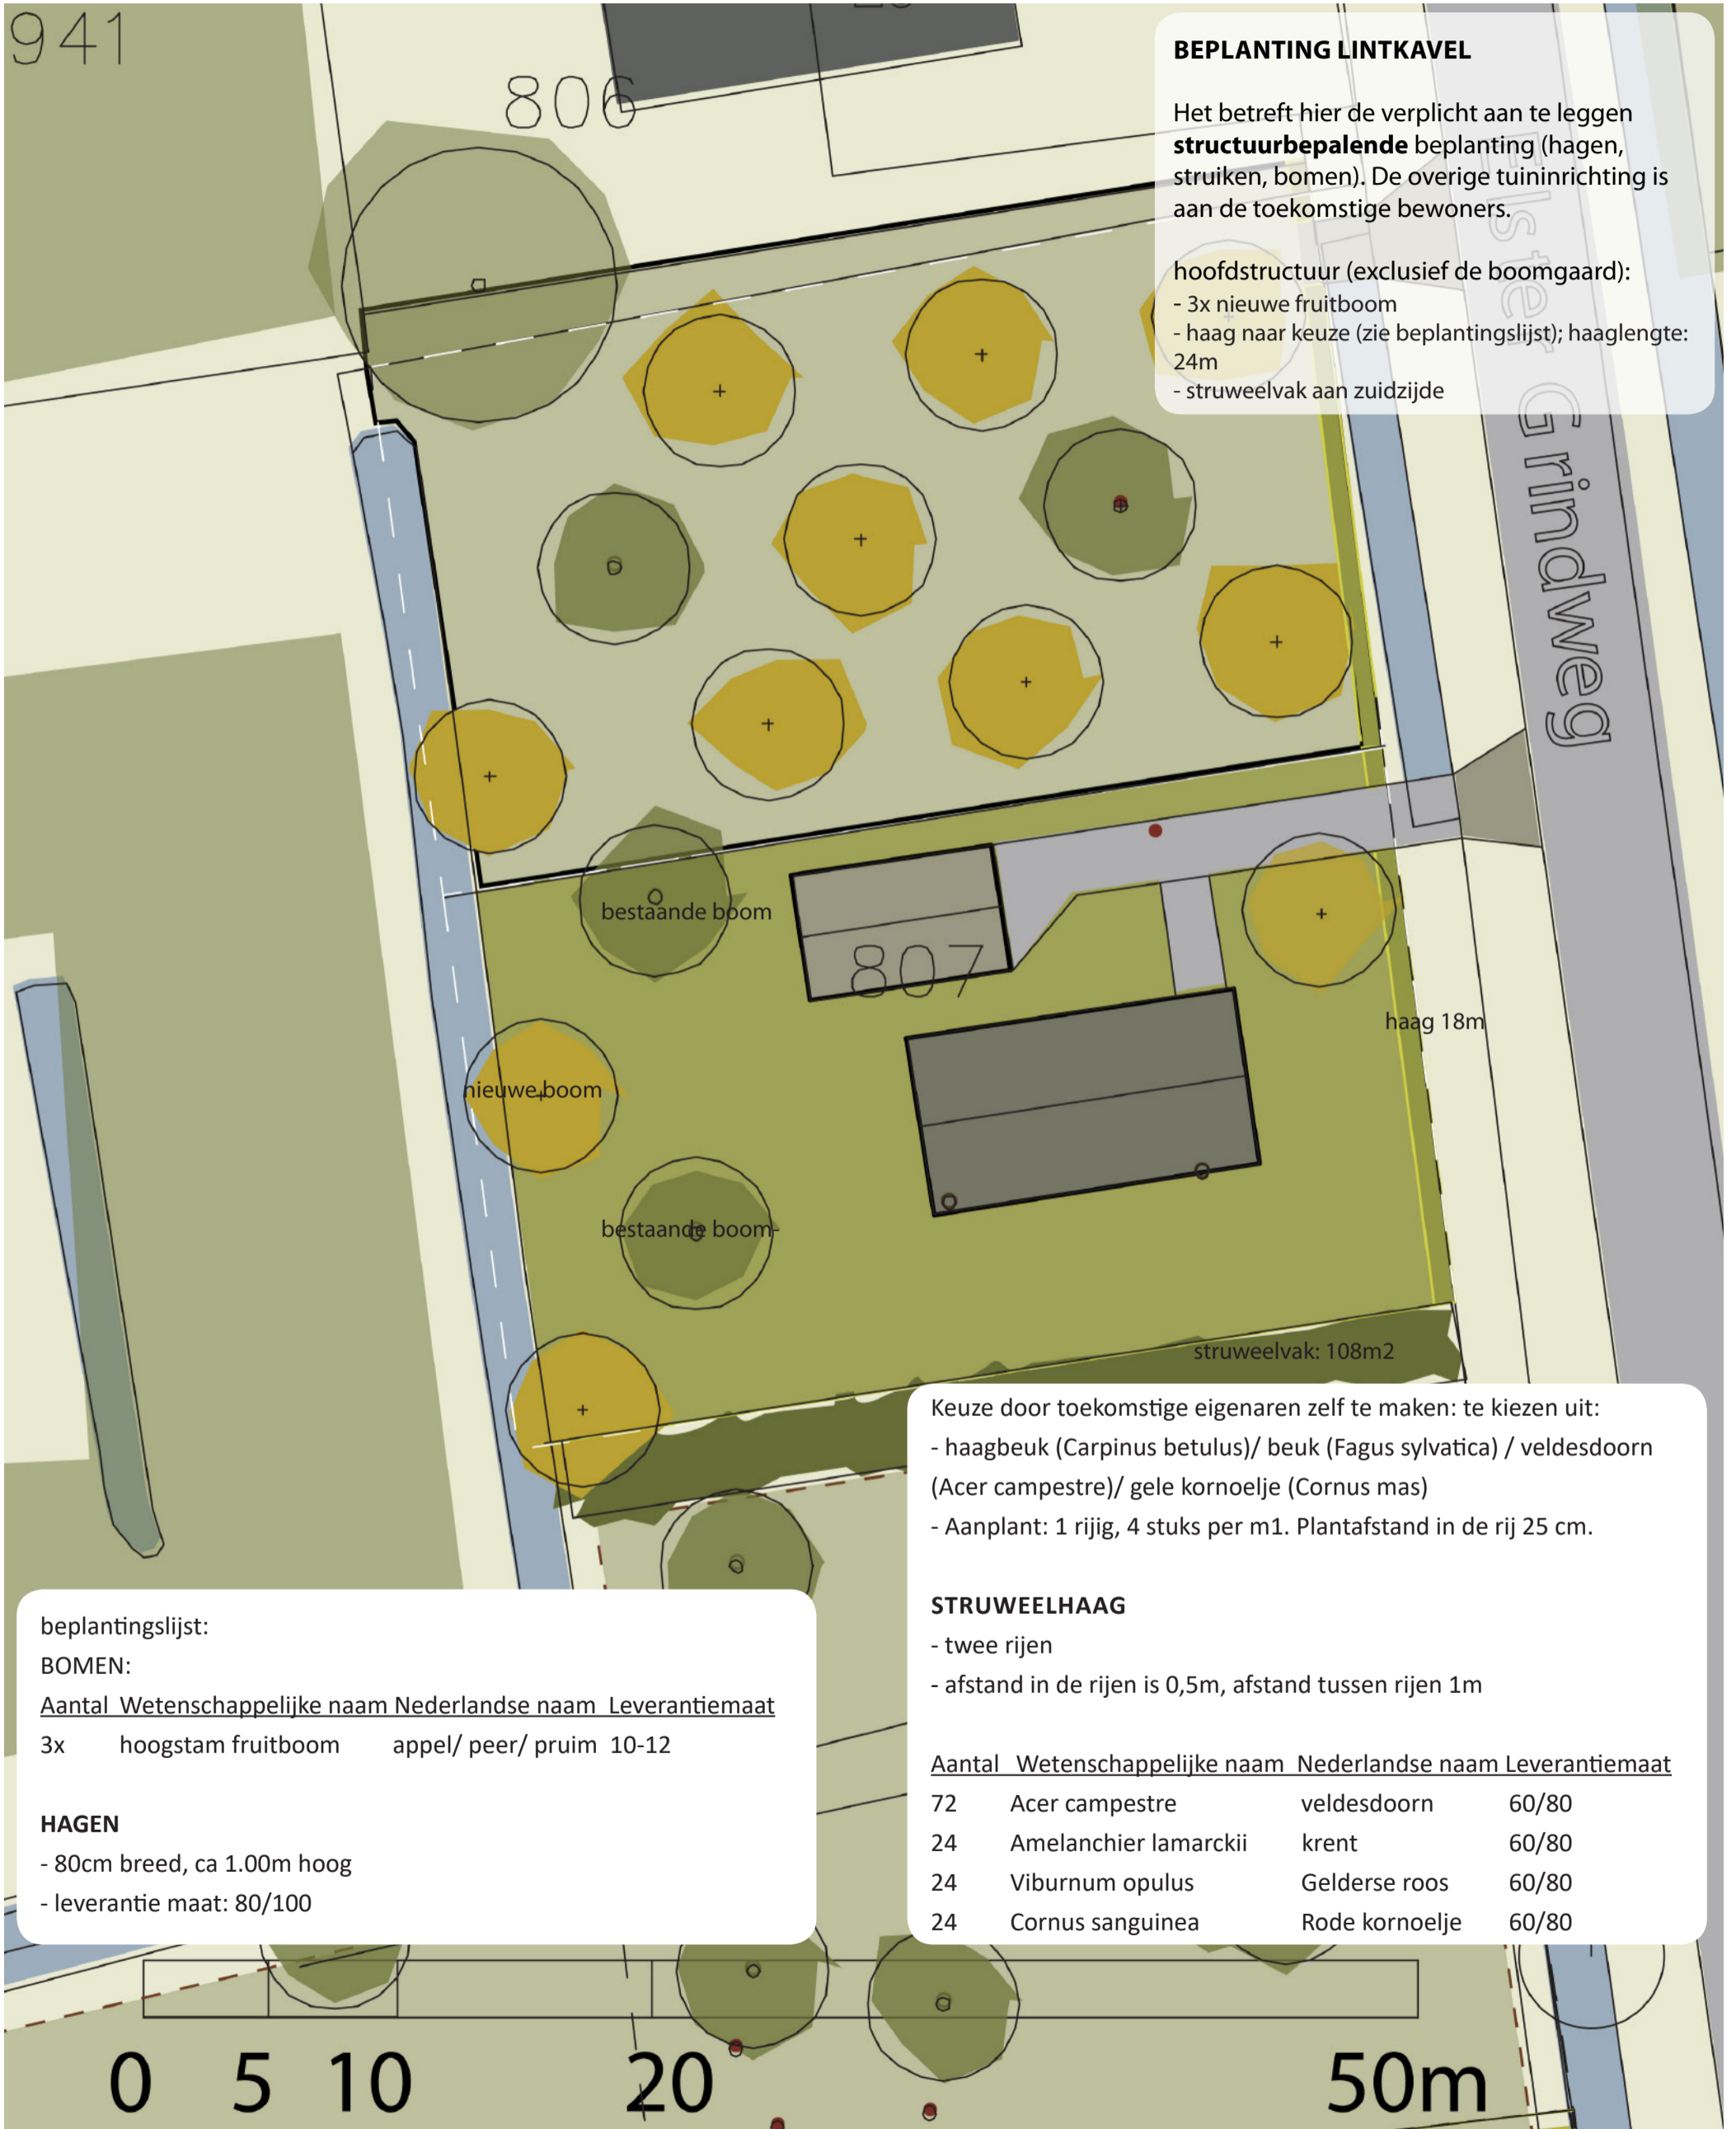 941
806
BEPLANTING LINTKAVEL
Het betreft hier de verplicht aan te leggen
structuurbepalende beplanting (hagen,
struiken, bomen). De overige tuininrichting is
aan de toekomstige bewoners.
hoofdstructuur (exclusief de boomgaard):
- 3x nieuwe fruitboom
- haag naar keuze (zie beplantingslijst); haaglengte:
24m
- struweelvak aan zuidzijde
Elster Grindweg
bestaande boom
807
haag 18m
nieuwe boom
bestaande boom
struweelvak: 108m2
Keuze door toekomstige eigenaren zelf te maken: te kiezen uit:
- haagbeuk (Carpinus betulus)/ beuk (Fagus sylvatica) / veldesdoorn
(Acer campestre)/ gele kornoelje (Cornus mas)
- Aanplant: 1 rijig, 4 stuks per m1. Plantafstand in de rij 25 cm.
STRUWEELHAAG
- twee rijen
- afstand in de rijen is 0,5m, afstand tussen rijen 1m
Aantal Wetenschappelijke naam Nederlandse naam Leverantiemaat
72 Acer campestre veldesdoorn 60/80
24 Amelanchier lamarckii krent 60/80
24 Viburnum opulus Gelderse roos 60/80
24 Cornus sanguinea Rode kornoelje 60/80
beplantingslijst:
BOMEN:
Aantal Wetenschappelijke naam Nederlandse naam Leverantiemaat
3x hoogstam fruitboom appel/ peer/ pruim 10-12
HAGEN
- 80cm breed, ca 1.00m hoog
- leverantie maat: 80/100
0 5 10 20 50m